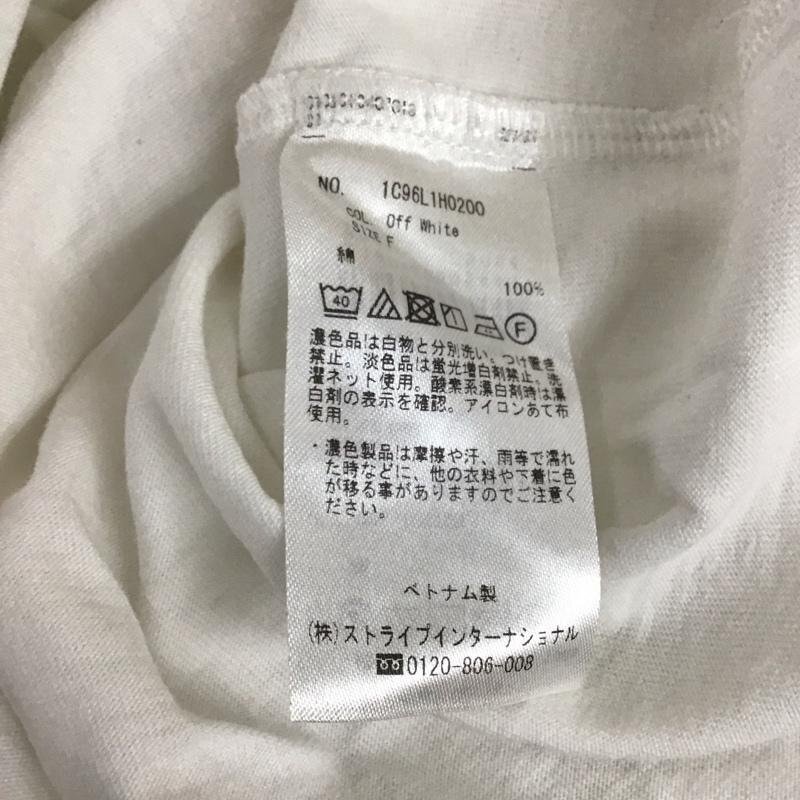 NO. 1C96L1H0200
COL. Off White
SIZE F
綿 100%
40 F
濃色品は白物と分別洗い。つけ置き
禁止。淡色品は蛍光増白剤禁止。洗
濯ネット使用。酸素系漂白剤時は漂
白剤の表示を確認。アイロンあて布
使用。
・濃色製品は摩擦や汗、雨等で濡れ
た時などに、他の衣料や下着に色
が移る事がありますのでご注意く
ださい。
ベトナム製
(株)ストライプインターナショナル
0120-806-008